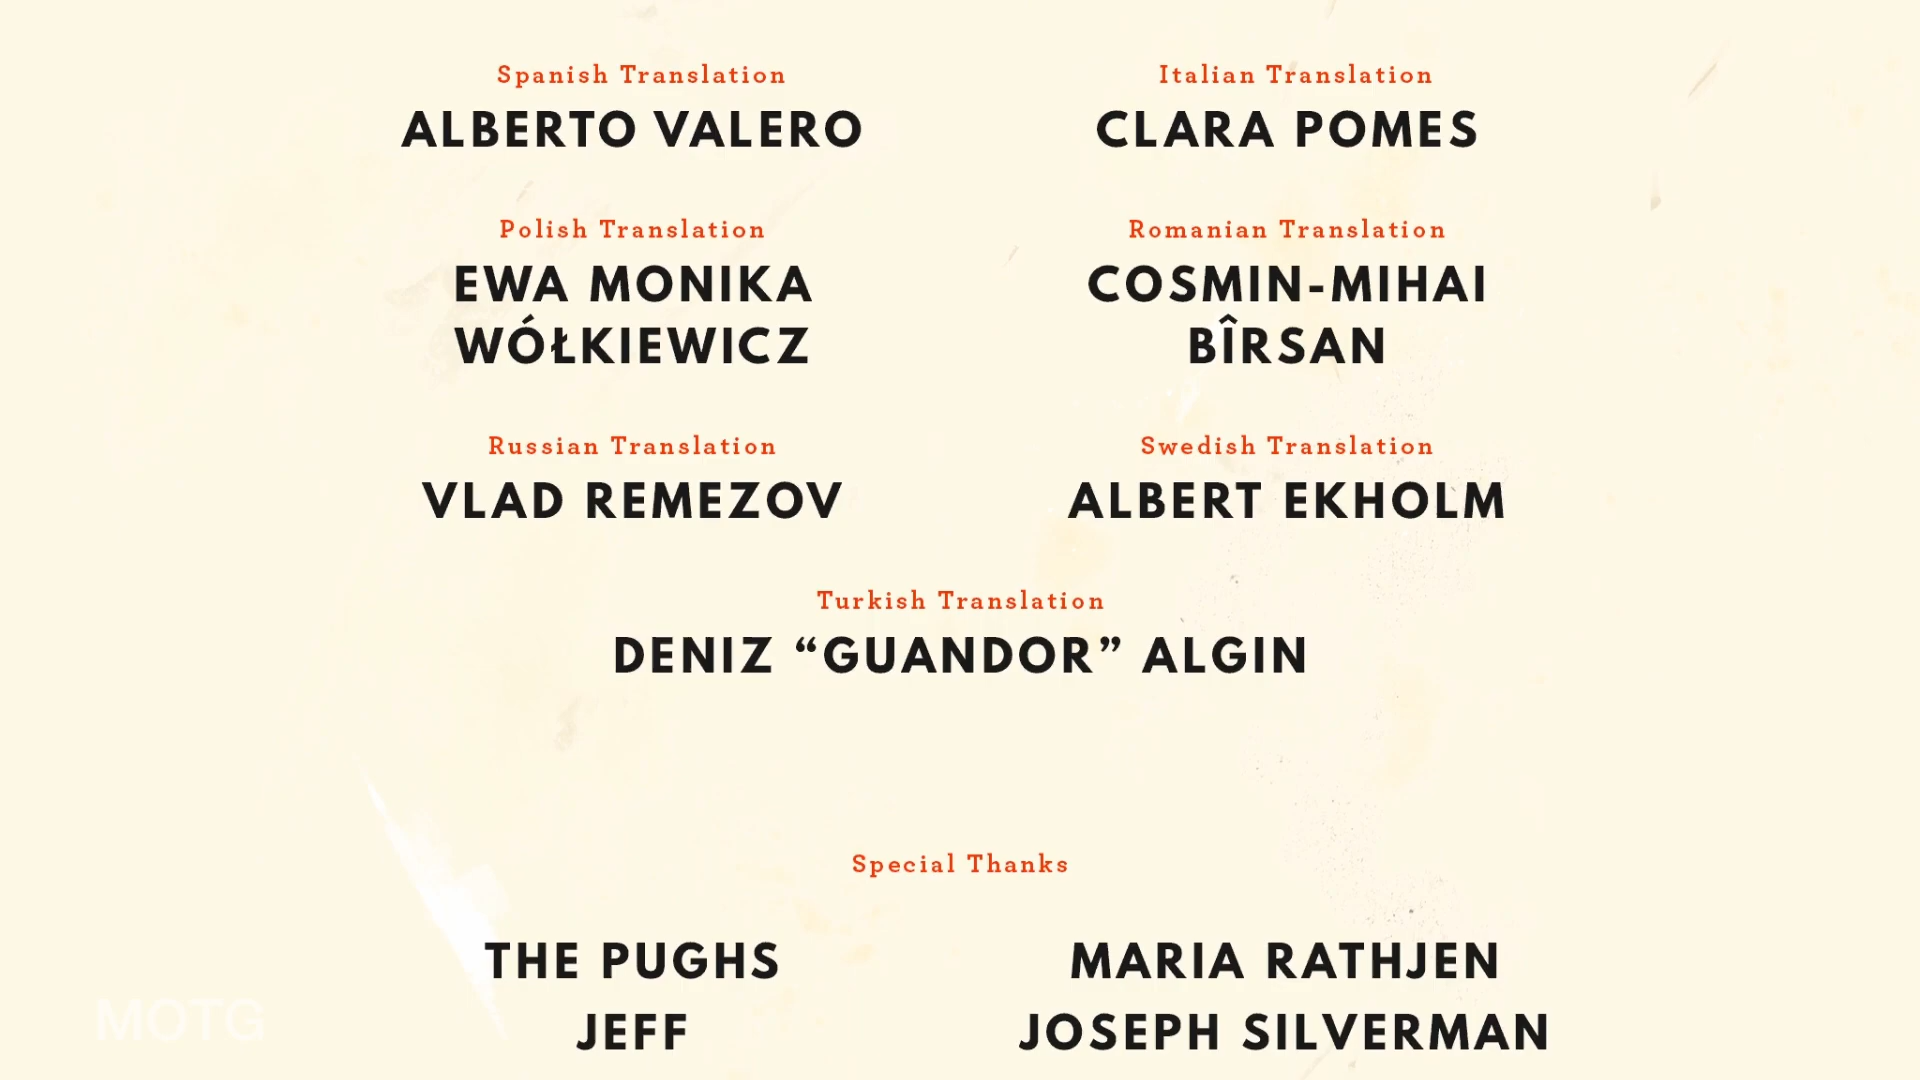 Spanish Translation
ALBERTO VALERO
Italian Translation
CLARA POMES
Polish Translation
EWA MONIKA
WÓŁKIEWICZ
Romanian Translation
COSMIN-MIHAI
BÎRSAN
Russian Translation
VLAD REMEZOV
Swedish Translation
ALBERT EKHOLM
Turkish Translation
DENIZ “GUANDOR” ALGIN
Special Thanks
THE PUGHS
MARIA RATHJEN
JEFF
JOSEPH SILVERMAN
MOTG